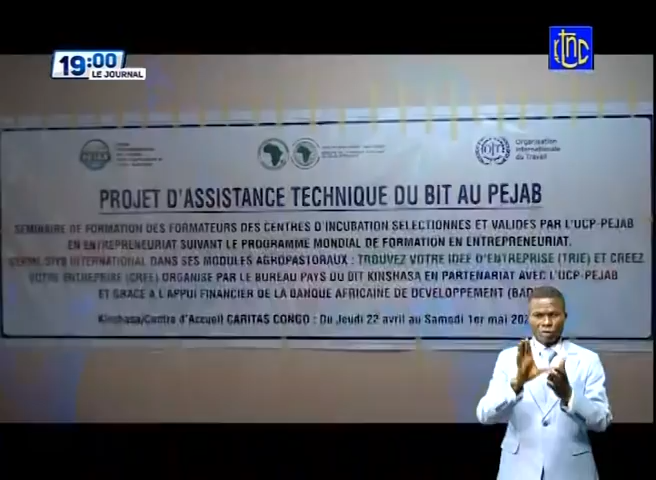 19:00
LE JOURNAL
rtnc
Organisation
Internationale
du Travail
PROJET D'ASSISTANCE TECHNIQUE DU BIT AU PEJAB
SEMINAIRE DE FORMATION DES FORMATEURS DES CENTRES D'INCUBATION SELECTIONNES ET VALIDES PAR L'UCP-PEJAB
EN ENTREPRENEURIAT SUIVANT LE PROGRAMME MONDIAL DE FORMATION EN ENTREPRENEURIAT.
INTERNATIONAL DANS SES MODULES AGROPASTORAUX : TROUVEZ VOTRE IDEE D'ENTREPRISE (TRIE) ET CREEZ
VOTRE ENTREPRISE (CREE) ORGANISE PAR LE BUREAU PAYS DU BIT KINSHASA EN PARTENARIAT AVEC L'UCP-PEJAB
ET GRACE A L'APPUI FINANCIER DE LA BANQUE AFRICAINE DE DEVELOPPEMENT
Kinshasa/Centre d'Accueil CARITAS CONGO : Du Jeudi 22 avril au Samedi 1er mai